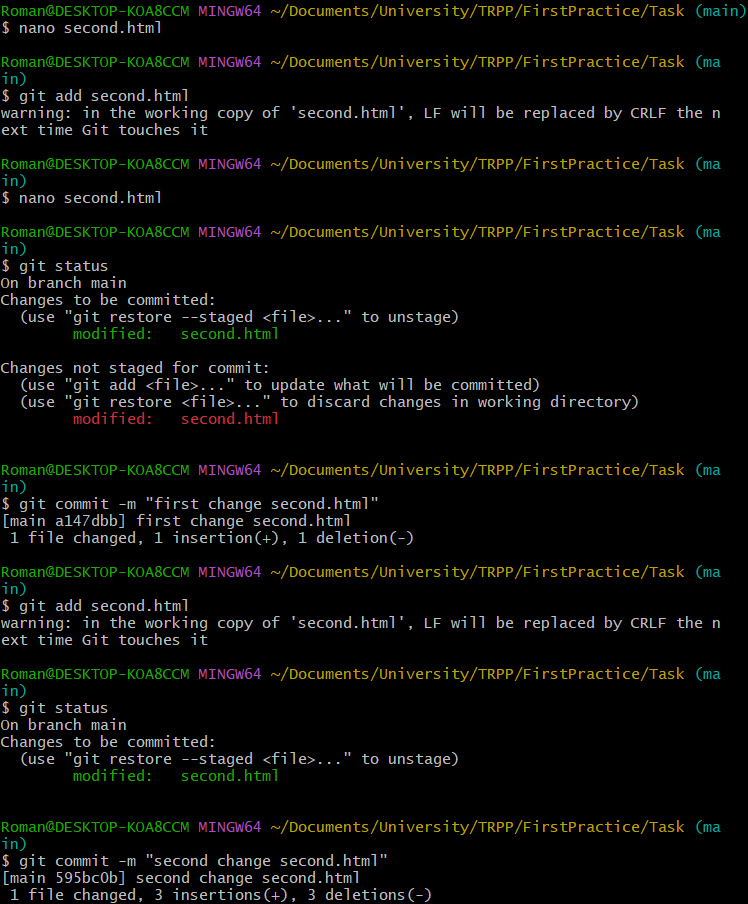 Roman@DESKTOP-KOA8CCM MINGW64 ~/Documents/University/TRPP/FirstPractice/Task (main)
$ nano second.html

Roman@DESKTOP-KOA8CCM MINGW64 ~/Documents/University/TRPP/FirstPractice/Task (ma
in)
$ git add second.html
warning: in the working copy of 'second.html', LF will be replaced by CRLF the n
ext time Git touches it

Roman@DESKTOP-KOA8CCM MINGW64 ~/Documents/University/TRPP/FirstPractice/Task (ma
in)
$ nano second.html

Roman@DESKTOP-KOA8CCM MINGW64 ~/Documents/University/TRPP/FirstPractice/Task (ma
in)
$ git status
On branch main
Changes to be committed:
  (use "git restore --staged <file>..." to unstage)
        modified:   second.html

Changes not staged for commit:
  (use "git add <file>..." to update what will be committed)
  (use "git restore <file>..." to discard changes in working directory)
        modified:   second.html


Roman@DESKTOP-KOA8CCM MINGW64 ~/Documents/University/TRPP/FirstPractice/Task (ma
in)
$ git commit -m "first change second.html"
[main a147dbb] first change second.html
 1 file changed, 1 insertion(+), 1 deletion(-)

Roman@DESKTOP-KOA8CCM MINGW64 ~/Documents/University/TRPP/FirstPractice/Task (ma
in)
$ git add second.html
warning: in the working copy of 'second.html', LF will be replaced by CRLF the n
ext time Git touches it

Roman@DESKTOP-KOA8CCM MINGW64 ~/Documents/University/TRPP/FirstPractice/Task (ma
in)
$ git status
On branch main
Changes to be committed:
  (use "git restore --staged <file>..." to unstage)
        modified:   second.html


Roman@DESKTOP-KOA8CCM MINGW64 ~/Documents/University/TRPP/FirstPractice/Task (ma
in)
$ git commit -m "second change second.html"
[main 595bc0b] second change second.html
 1 file changed, 3 insertions(+), 3 deletions(-)